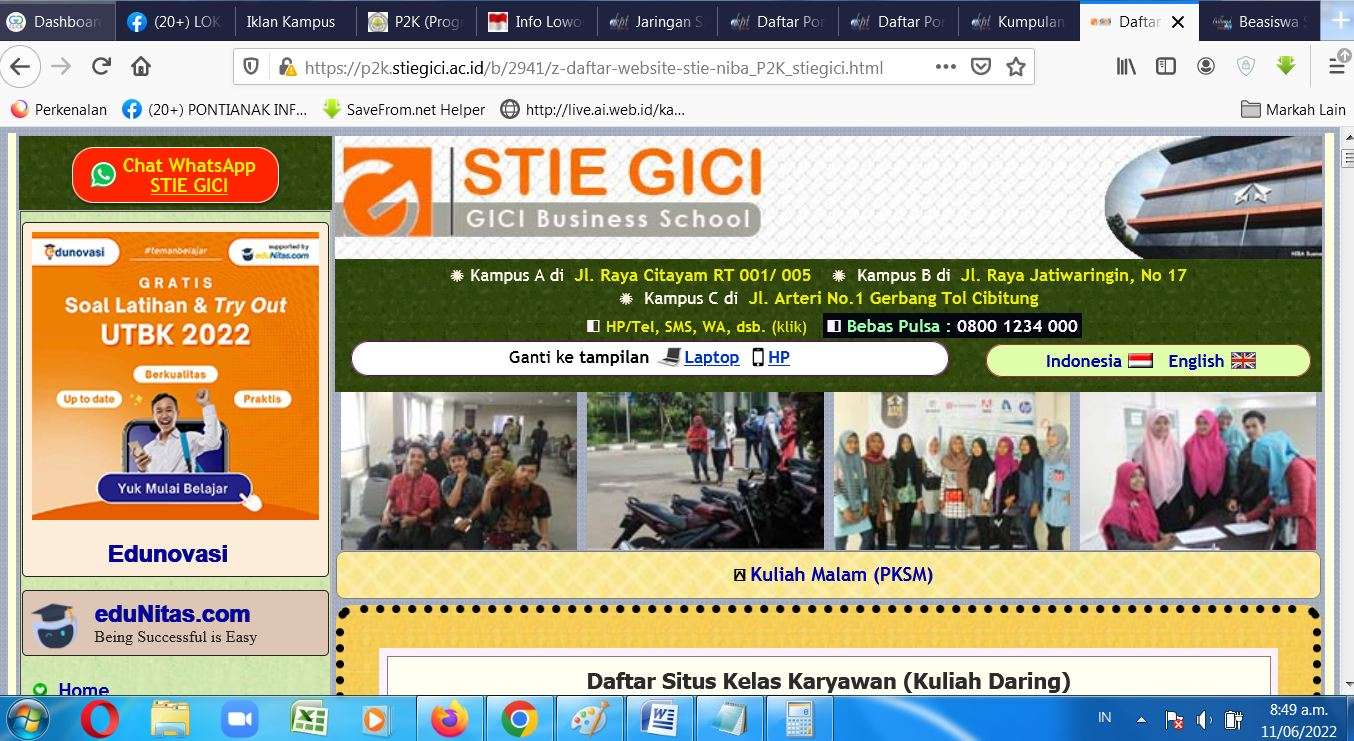 Dashboard
(20+) LOK
Iklan Kampus
P2K (Progr
Info Lowo
Jaringan S
Daftar Por
Daftar Por
Kumpulan
Daftar
Beasiswa S
https://p2k.stiegici.ac.id/b/2941/z-daftar-website-stie-niba_P2K_stiegici.html
Perkenalan
(20+) PONTIANAK INF...
SaveFrom.net Helper
http://live.ai.web.id/ka...
Markah Lain
Chat WhatsApp
STIE GICI
STIE GICI
GICI Business School
Kampus A di Jl. Raya Citayam RT 001/ 005 Kampus B di Jl. Raya Jatiwaringin, No 17
Kampus C di Jl. Arteri No.1 Gerbang Tol Cibitung
HP/Tel, SMS, WA, dsb. (klik) Bebas Pulsa : 0800 1234 000
Ganti ke tampilan Laptop HP
Indonesia English
edunovasi
#temanbelajar
supported by
eduNitas.com
GRATIS
Soal Latihan & Try Out
UTBK 2022
Berkualitas
Up to date
Praktis
Yuk Mulai Belajar
Edunovasi
eduNitas.com
Being Successful is Easy
Home
Kuliah Malam (PKSM)
Daftar Situs Kelas Karyawan (Kuliah Daring)
IN
8:49 a.m.
11/06/2022